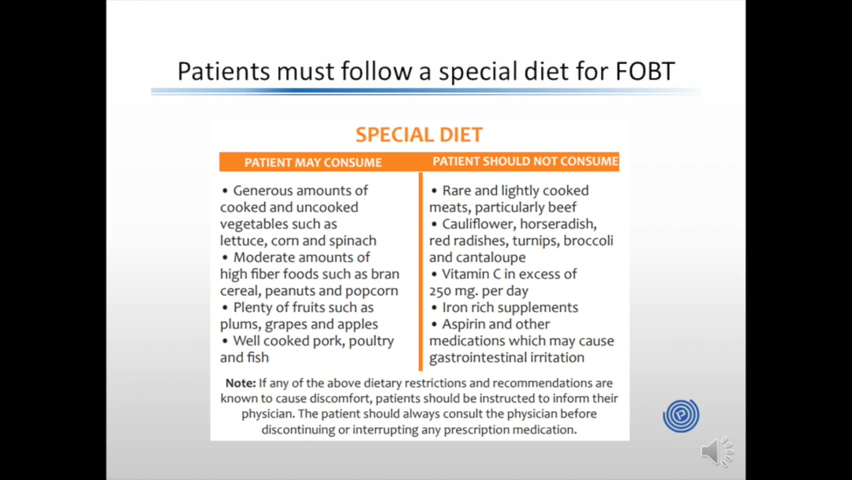 Patients must follow a special diet for FOBT
SPECIAL DIET
PATIENT MAY CONSUME
• Generous amounts of
cooked and uncooked
vegetables such as
lettuce, corn and spinach
• Moderate amounts of
high fiber foods such as bran
cereal, peanuts and popcorn
• Plenty of fruits such as
plums, grapes and apples
• Well cooked pork, poultry
and fish
PATIENT SHOULD NOT CONSUME
• Rare and lightly cooked
meats, particularly beef
• Cauliflower, horseradish,
red radishes, turnips, broccoli
and cantaloupe
• Vitamin C in excess of
250 mg. per day
• Iron rich supplements
• Aspirin and other
medications which may cause
gastrointestinal irritation
Note: If any of the above dietary restrictions and recommendations are
known to cause discomfort, patients should be instructed to inform their
physician. The patient should always consult the physician before
discontinuing or interrupting any prescription medication.
P